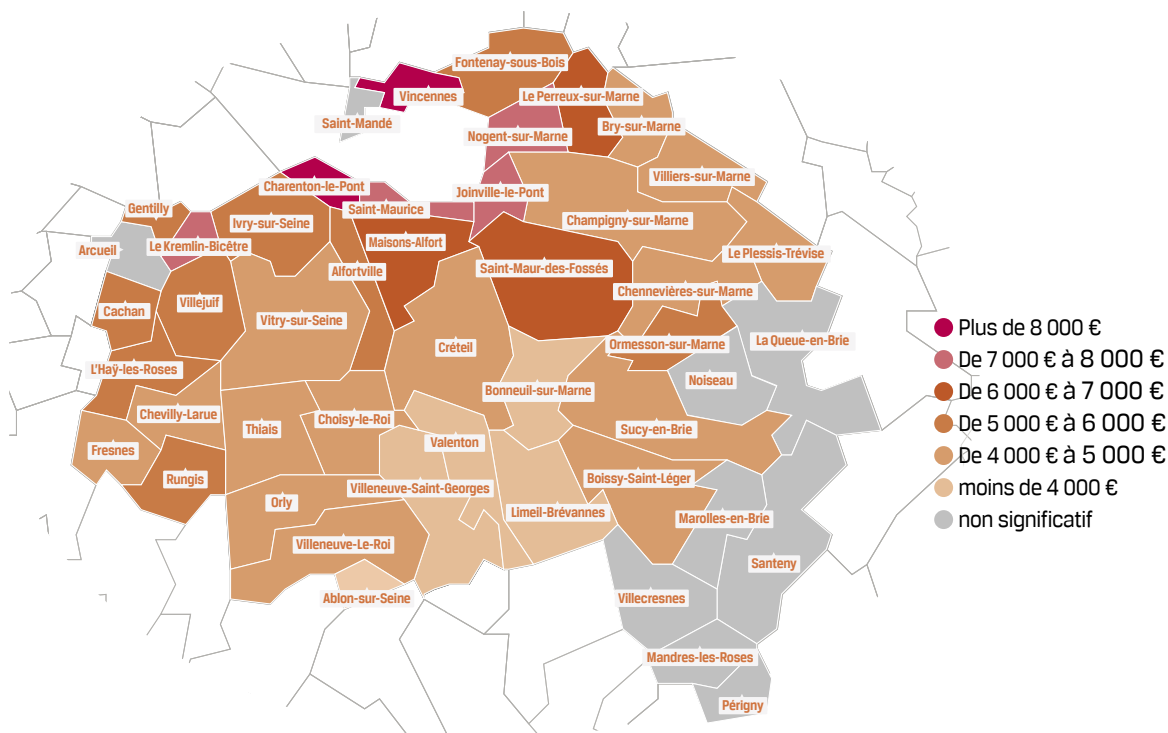 Fontenay-sous-Bois
Vincennes
Le Perreux-sur-Marne
Saint-Mandé
Bry-sur-Marne
Nogent-sur-Marne
Villiers-sur-Marne
Charenton-le-Pont
Joinville-le-Pont
Gentilly
Saint-Maurice
Ivry-sur-Seine
Champigny-sur-Marne
Arcueil
Le Kremlin-Bicêtre
Maisons-Alfort
Le Plessis-Trévise
Alfortville
Saint-Maur-des-Fossés
Chennevières-sur-Marne
Cachan
Villejuif
Vitry-sur-Seine
Créteil
Ormesson-sur-Marne
La Queue-en-Brie
L'Haÿ-les-Roses
Noiseau
Bonneuil-sur-Marne
Chevilly-Larue
Choisy-le-Roi
Thiais
Sucy-en-Brie
Fresnes
Valenton
Rungis
Villeneuve-Saint-Georges
Boissy-Saint-Léger
Orly
Limeil-Brévannes
Marolles-en-Brie
Villeneuve-Le-Roi
Santeny
Ablon-sur-Seine
Villecresnes
Mandres-les-Roses
Périgny
Plus de 8 000 €
De 7 000 € à 8 000 €
De 6 000 € à 7 000 €
De 5 000 € à 6 000 €
De 4 000 € à 5 000 €
moins de 4 000 €
non significatif